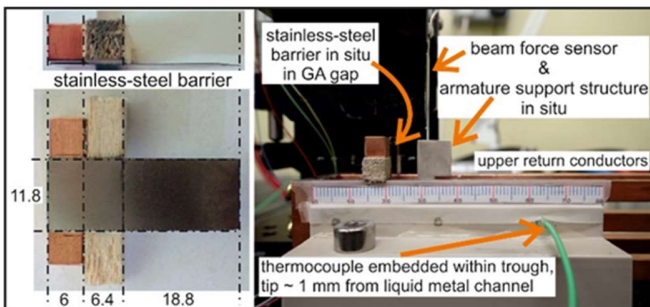 stainless-steel barrier
11.8
6
6.4
18.8
stainless-steel
barrier in situ
in GA gap
beam force sensor
&
armature support structure
in situ
upper return conductors
thermocouple embedded within trough,
tip ~ 1 mm from liquid metal channel